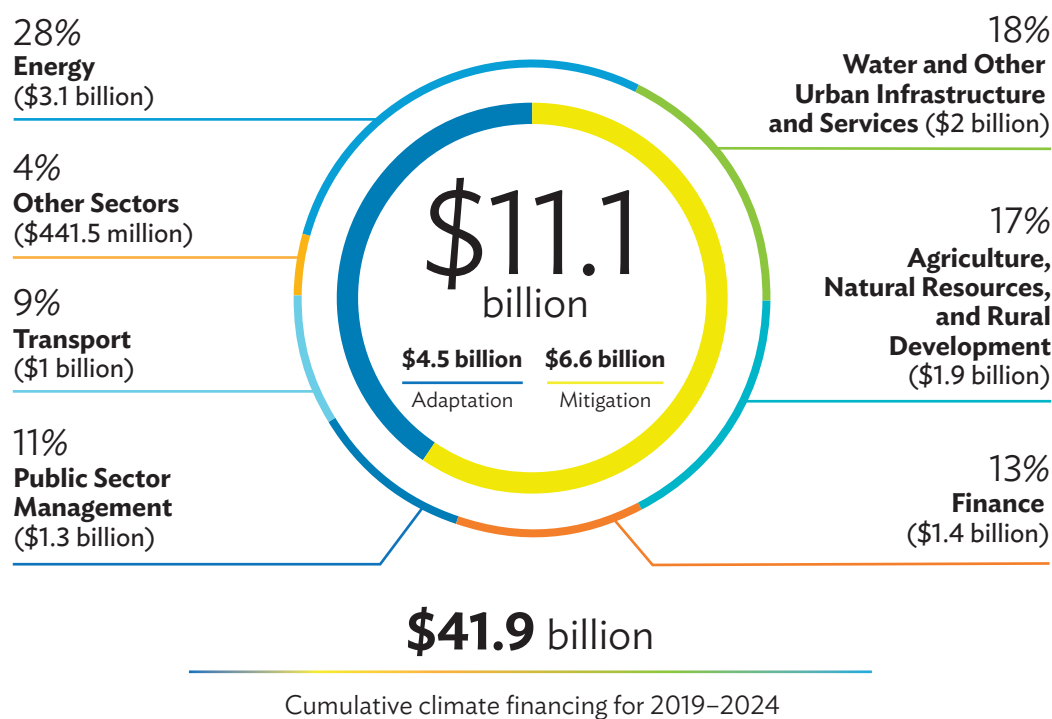 28%
Energy
($3.1 billion)
4%
Other Sectors
($441.5 million)
9%
Transport
($1 billion)
11%
Public Sector
Management
($1.3 billion)
$11.1
billion
$4.5 billion
Adaptation
$6.6 billion
Mitigation
18%
Water and Other
Urban Infrastructure
and Services ($2 billion)
17%
Agriculture,
Natural Resources,
and Rural
Development
($1.9 billion)
13%
Finance
($1.4 billion)
$41.9 billion
Cumulative climate financing for 2019–2024